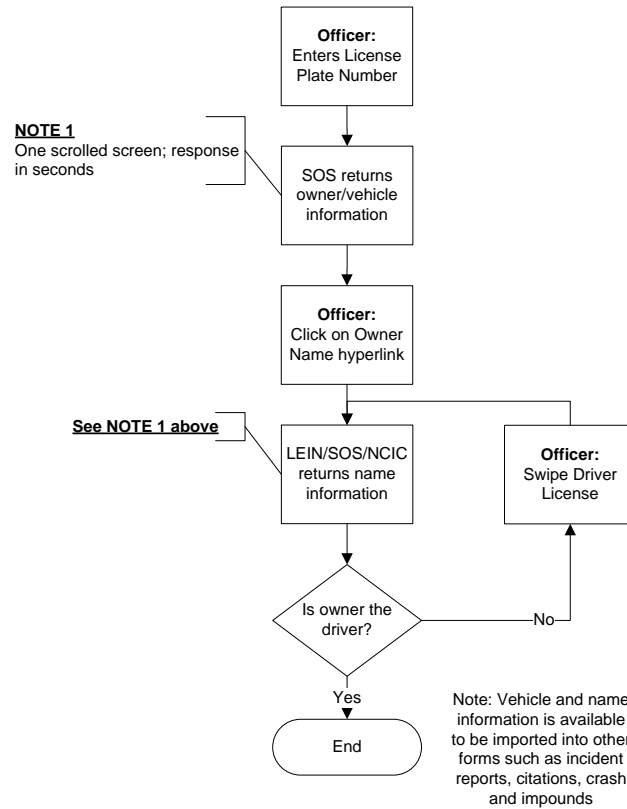 Officer:
Enters License
Plate Number
NOTE 1
One scrolled screen; response
in seconds
SOS returns
owner/vehicle
information
Officer:
Click on Owner
Name hyperlink
See NOTE 1 above
LEIN/SOS/NCIC
returns name
information
Officer:
Swipe Driver
License
Is owner the
driver?
No
Yes
End
Note: Vehicle and name
information is available
to be imported into other
forms such as incident
reports, citations, crash
and impounds